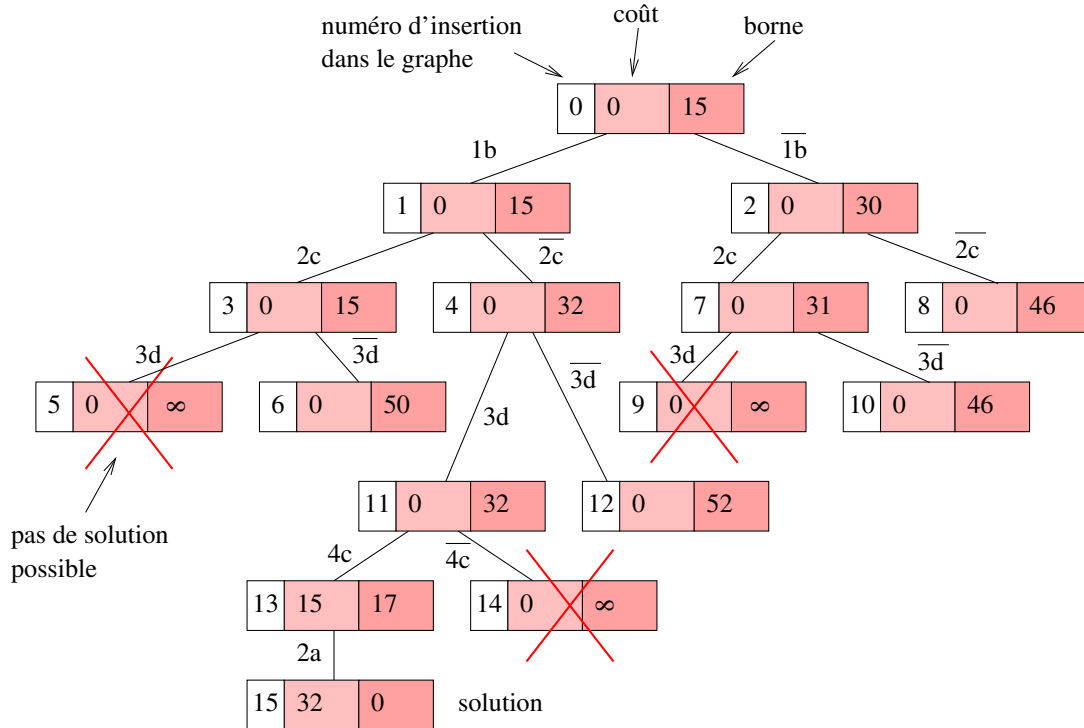 numéro d'insertion
dans le graphe
coût
borne
0 0 15
1b
1b
1 0 15
2 0 30
2c
2c
2c
2c
3 0 15
4 0 32
7 0 31
8 0 46
3d
3d
3d
3d
3d
3d
5 0 ∞
6 0 50
9 0 ∞
10 0 46
11 0 32
12 0 52
pas de solution
possible
4c
4c
13 15 17
14 0 ∞
2a
15 32 0
solution